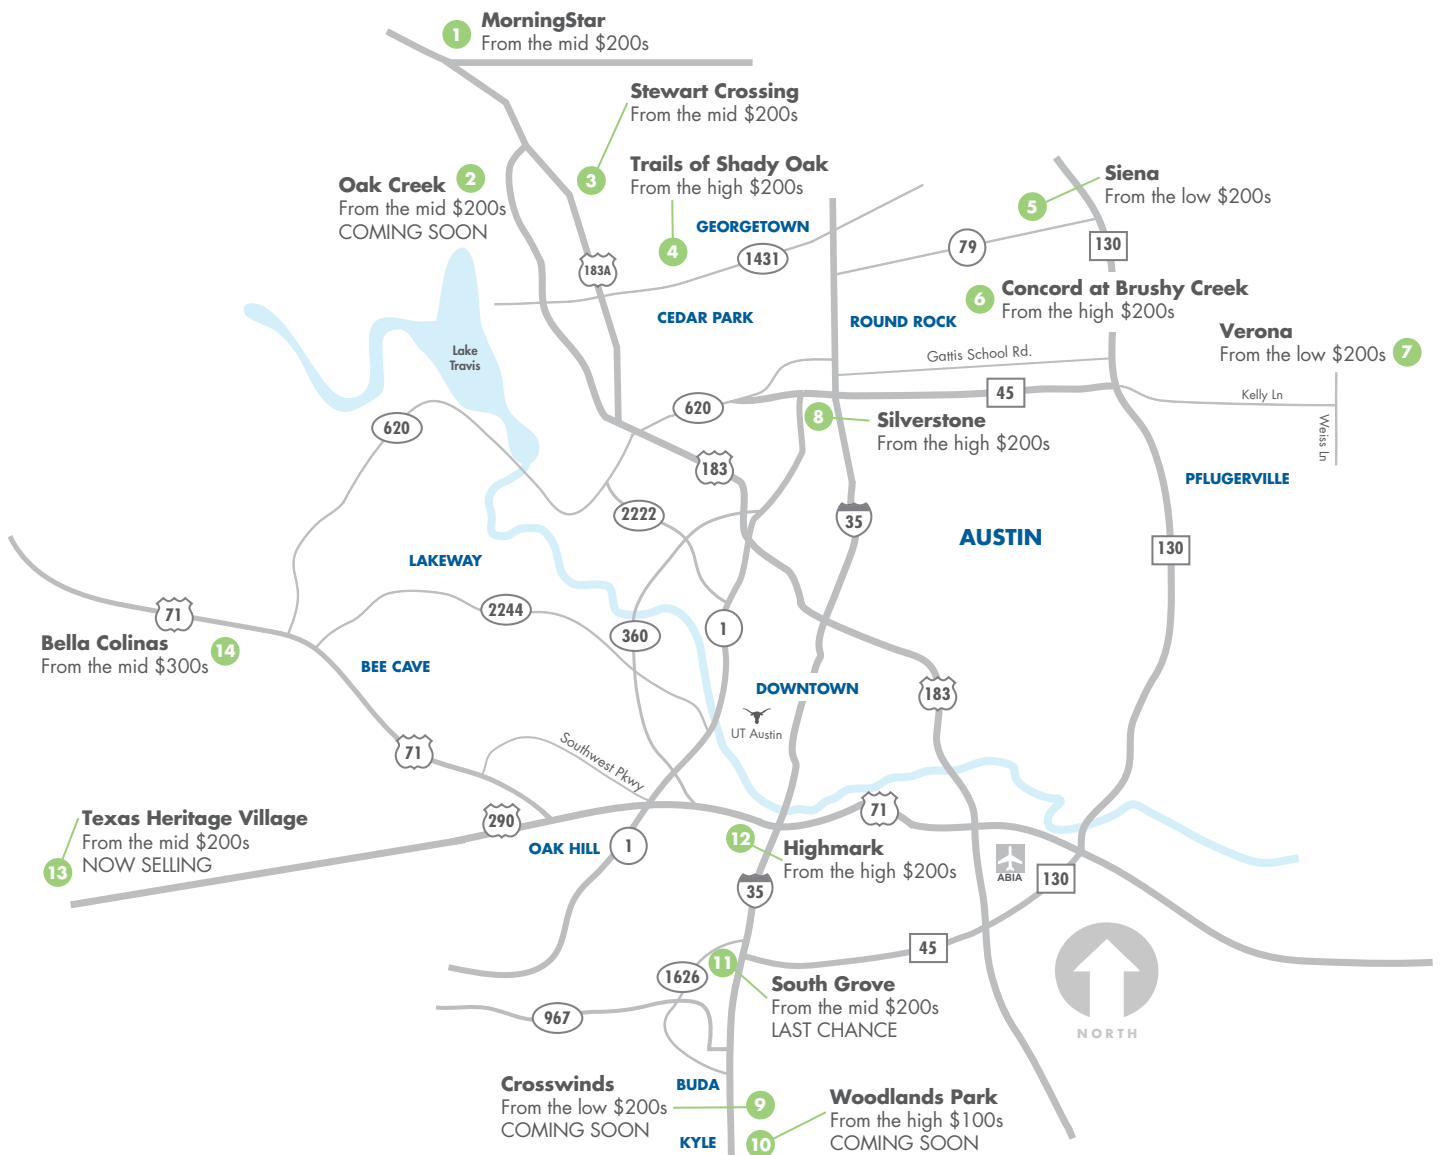 1
MorningStar
From the mid $200s
Stewart Crossing
From the mid $200s
3
Trails of Shady Oak
From the high $200s
4
Oak Creek
2
From the mid $200s
COMING SOON
GEORGETOWN
1431
183A
Siena
5
From the low $200s
79
130
6
Concord at Brushy Creek
From the high $200s
CEDAR PARK
ROUND ROCK
Verona
From the low $200s
7
Lake
Travis
Gattis School Rd.
45
Kelly Ln
Weiss Ln
620
620
8
Silverstone
From the high $200s
183
PFLUGERVILLE
2222
35
AUSTIN
130
LAKEWAY
71
2244
360
1
Bella Colinas
From the mid $300s
14
BEE CAVE
DOWNTOWN
183
UT Austin
71
Southwest Pkwy
Texas Heritage Village
From the mid $200s
NOW SELLING
13
290
OAK HILL
1
71
12
Highmark
From the high $200s
ABIA
130
35
45
11
1626
South Grove
From the mid $200s
LAST CHANCE
967
NORTH
BUDA
Crosswinds
From the low $200s
COMING SOON
9
Woodlands Park
From the high $100s
COMING SOON
KYLE
10